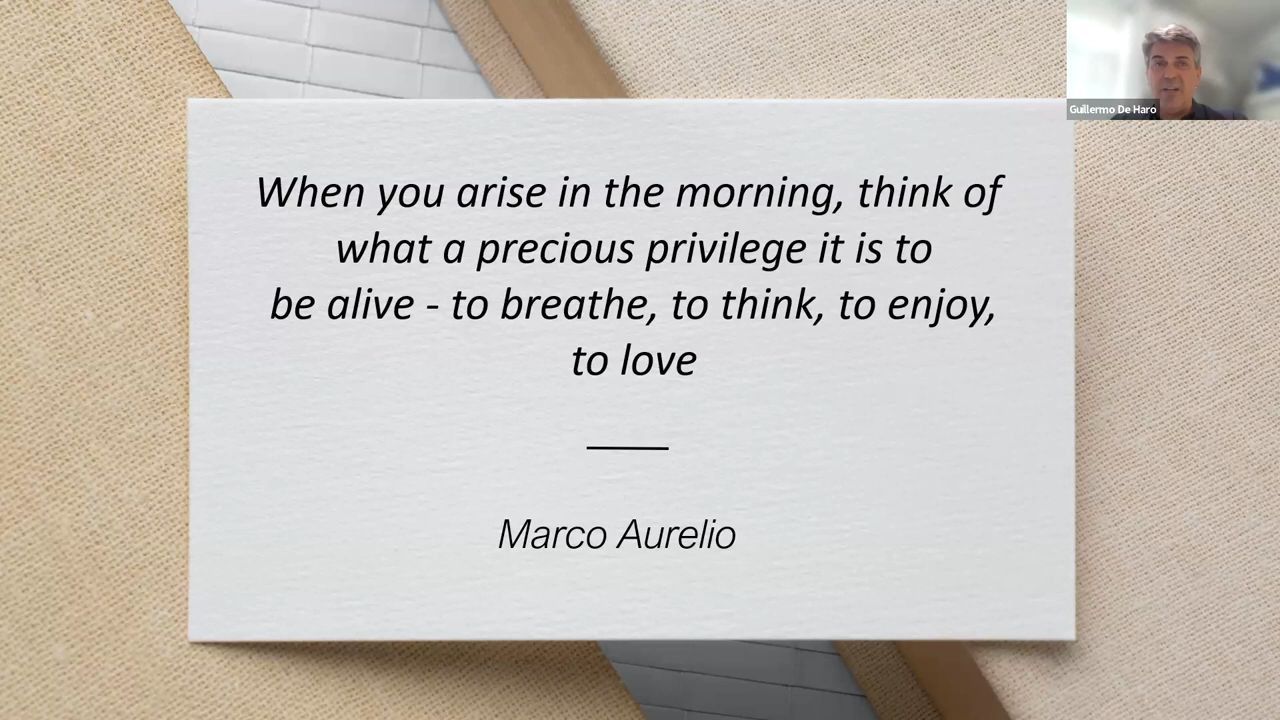 Guillermo De Haro
When you arise in the morning, think of
what a precious privilege it is to
be alive - to breathe, to think, to enjoy,
to love
Marco Aurelio